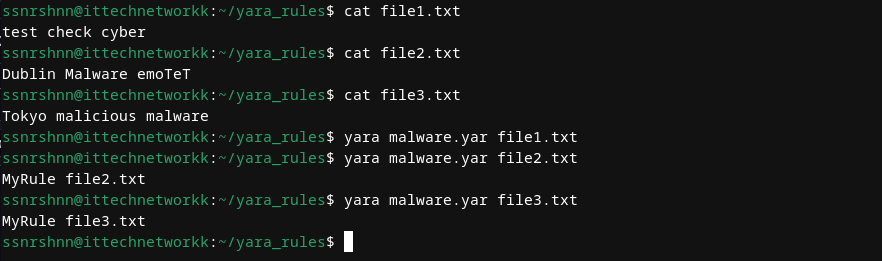 ssnrshnn@ittechnetworkk:~/yara_rules$ cat file1.txt
test check cyber
ssnrshnn@ittechnetworkk:~/yara_rules$ cat file2.txt
Dublin Malware emoTeT
ssnrshnn@ittechnetworkk:~/yara_rules$ cat file3.txt
Tokyo malicious malware
ssnrshnn@ittechnetworkk:~/yara_rules$ yara malware.yar file1.txt
ssnrshnn@ittechnetworkk:~/yara_rules$ yara malware.yar file2.txt
MyRule file2.txt
ssnrshnn@ittechnetworkk:~/yara_rules$ yara malware.yar file3.txt
MyRule file3.txt
ssnrshnn@ittechnetworkk:~/yara_rules$